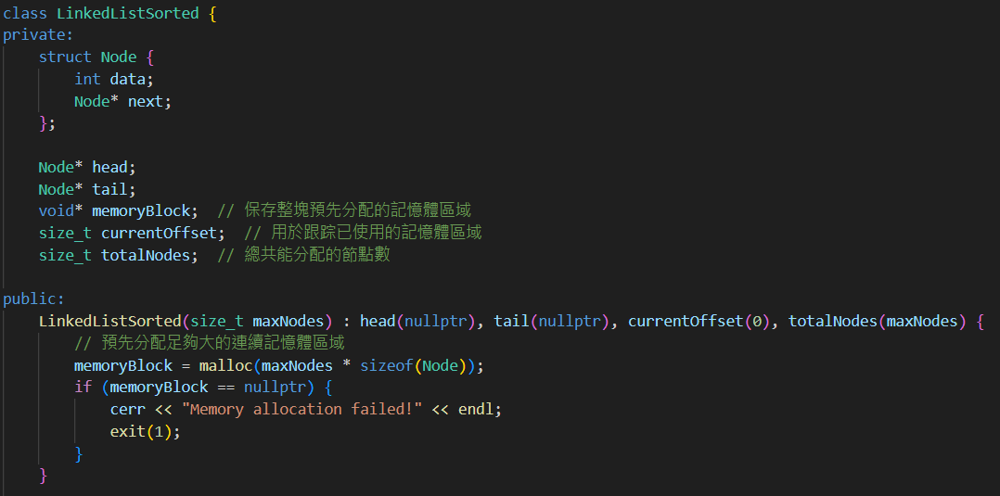 class LinkedListSorted {
private:
    struct Node {
        int data;
        Node* next;
    };
    Node* head;
    Node* tail;
    void* memoryBlock;  // 保存整塊預先分配的記憶體區域
    size_t currentOffset;  // 用於跟踪已使用的記憶體區域
    size_t totalNodes;  // 總共能分配的節點數
public:
    LinkedListSorted(size_t maxNodes) : head(nullptr), tail(nullptr), currentOffset(0), totalNodes(maxNodes) {
        // 預先分配足夠大的連續記憶體區域
        memoryBlock = malloc(maxNodes * sizeof(Node));
        if (memoryBlock == nullptr) {
            cerr << "Memory allocation failed!" << endl;
            exit(1);
        }
    }